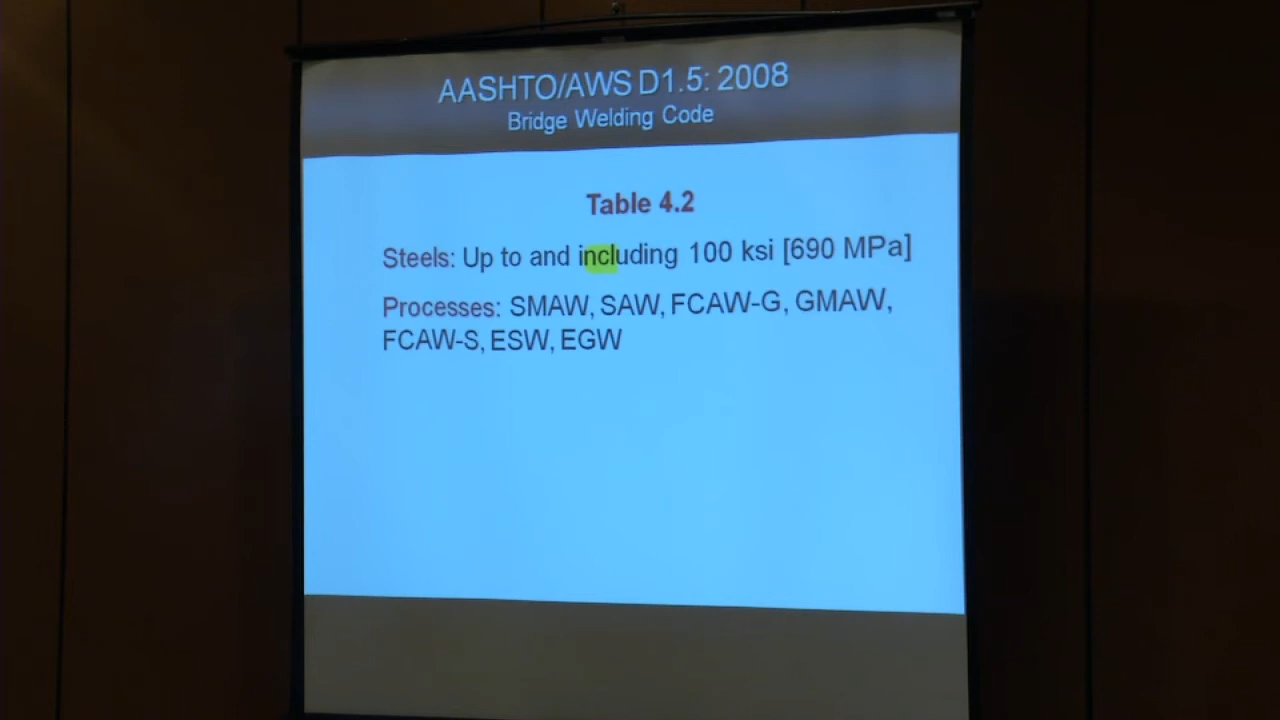 AASHTO/AWS D1.5: 2008
Bridge Welding Code
Table 4.2
Steels: Up to and including 100 ksi [690 MPa]
Processes: SMAW, SAW, FCAW-G, GMAW,
FCAW-S, ESW, EGW